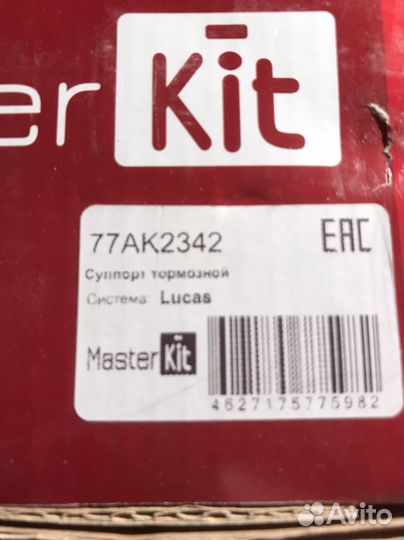 er Kit
77AK2342
EAC
Суппорт тормозной
Система: Lucas
Master Kit
4627175775982
Avito